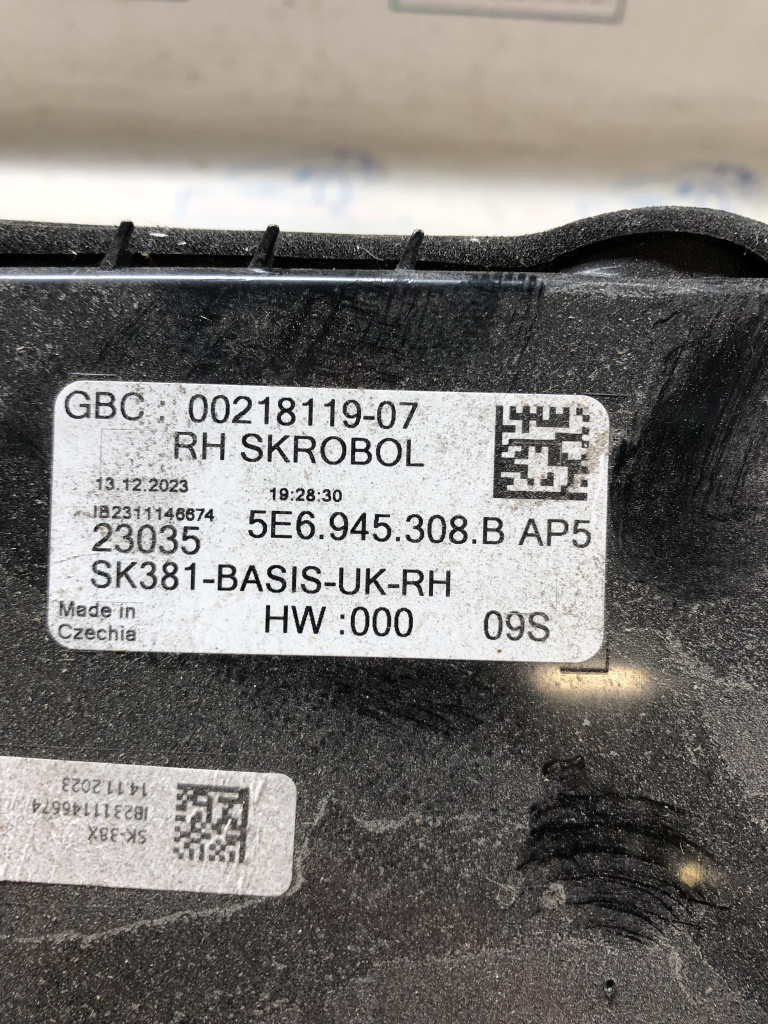 GBC : 00218119-07
RH SKROBOL
13.12.2023 19:28:30
IB2311146674
23035 5E6.945.308.B AP5
SK381-BASIS-UK-RH
Made in
Czechia
HW :000 09S
SK-38X
IB2311146674
14.11.2023